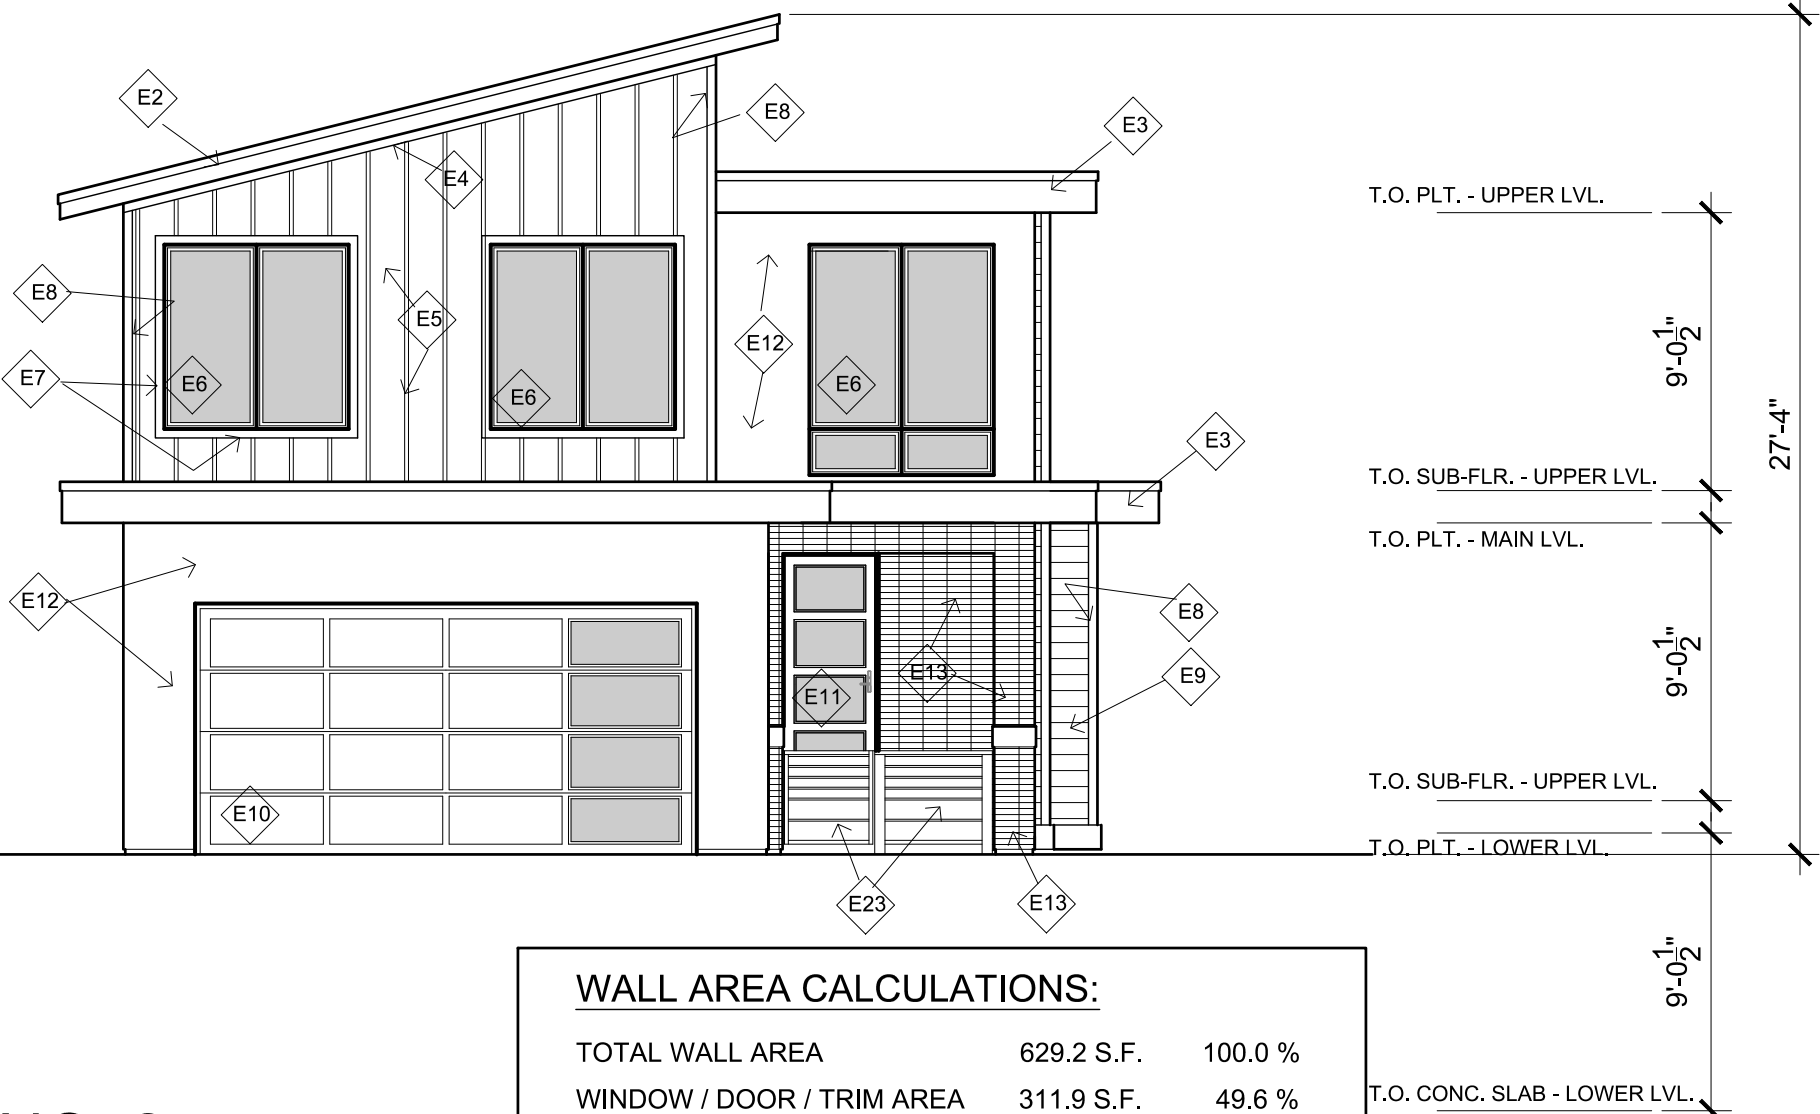 E2
E8
E3
E4
T.O. PLT. - UPPER LVL.
E8
E5
E12
9'-0 1/2"
E7
E6
E6
E6
27'-4"
E3
T.O. SUB-FLR. - UPPER LVL.
T.O. PLT. - MAIN LVL.
E12
E8
E13
E9
9'-0 1/2"
E11
T.O. SUB-FLR. - UPPER LVL.
E10
T.O. PLT. - LOWER LVL.
E23
E13
9'-0 1/2"
WALL AREA CALCULATIONS:
TOTAL WALL AREA 629.2 S.F. 100.0 %
WINDOW / DOOR / TRIM AREA 311.9 S.F. 49.6 %
T.O. CONC. SLAB - LOWER LVL.